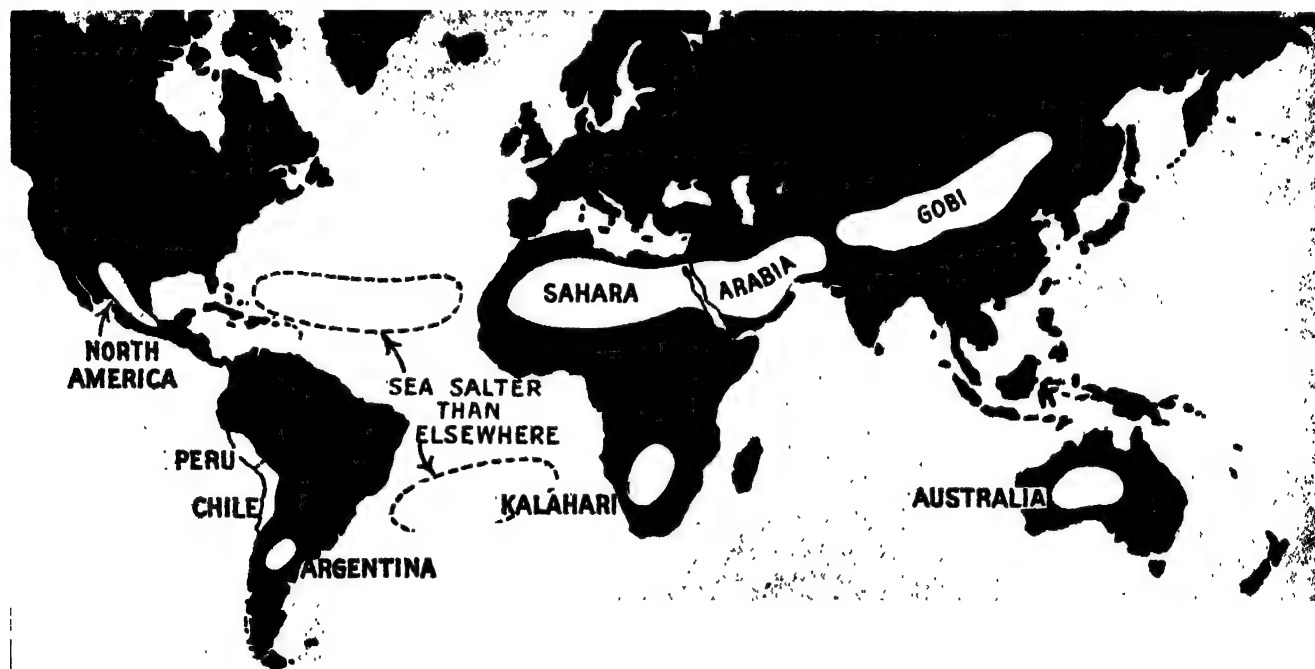 GOBI
SAHARA
ARABIA
NORTH
AMERICA
SEA SALTER
THAN
ELSEWHERE
PERU
CHILE
KALAHARI
AUSTRALIA
ARGENTINA